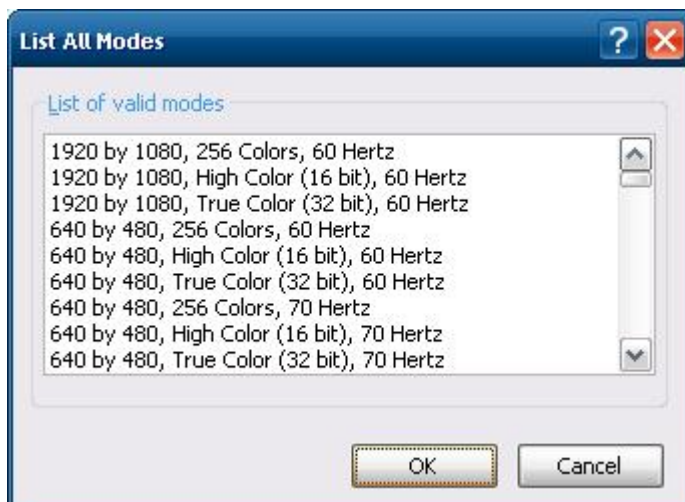 List All Modes
?
List of valid modes
1920 by 1080, 256 Colors, 60 Hertz
1920 by 1080, High Color (16 bit), 60 Hertz
1920 by 1080, True Color (32 bit), 60 Hertz
640 by 480, 256 Colors, 60 Hertz
640 by 480, High Color (16 bit), 60 Hertz
640 by 480, True Color (32 bit), 60 Hertz
640 by 480, 256 Colors, 70 Hertz
640 by 480, High Color (16 bit), 70 Hertz
640 by 480, True Color (32 bit), 70 Hertz
OK Cancel